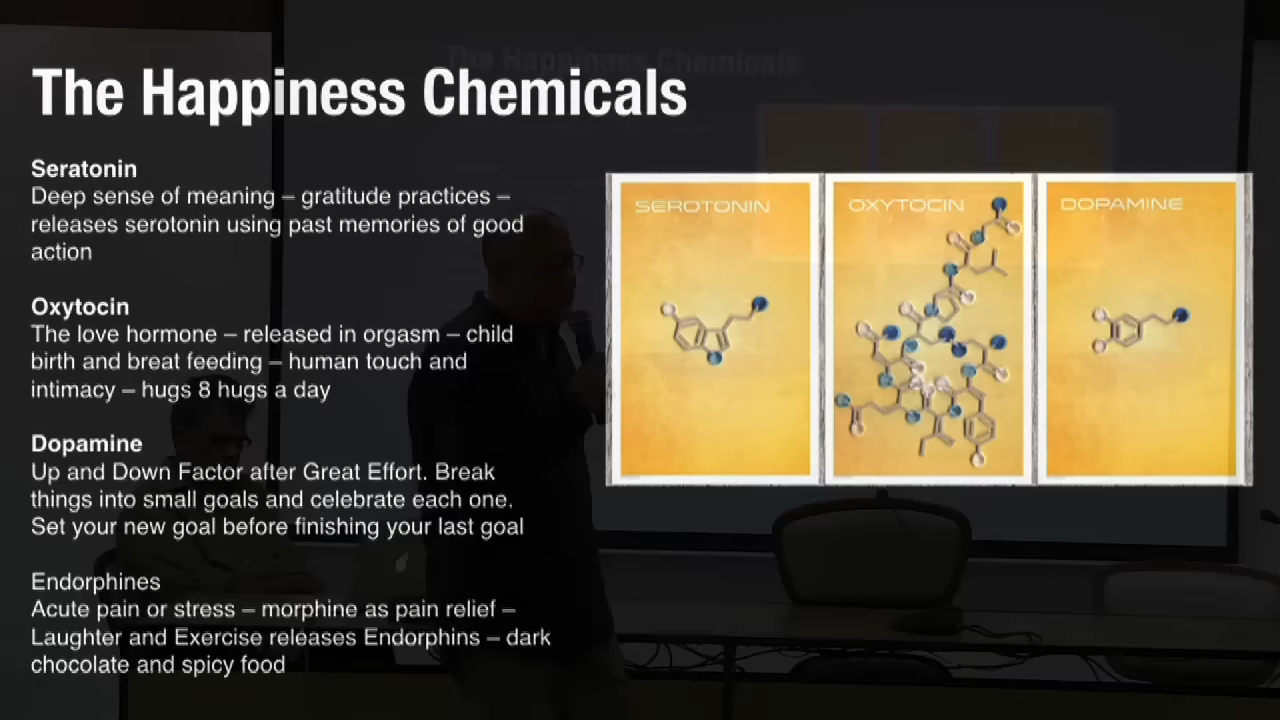 The Happiness Chemicals
The Happiness Chemicals
Seratonin
Deep sense of meaning – gratitude practices –
releases serotonin using past memories of good
action
Oxytocin
The love hormone – released in orgasm – child
birth and breat feeding – human touch and
intimacy – hugs 8 hugs a day
Dopamine
Up and Down Factor after Great Effort. Break
things into small goals and celebrate each one.
Set your new goal before finishing your last goal
Endorphines
Acute pain or stress – morphine as pain relief –
Laughter and Exercise releases Endorphins – dark
chocolate and spicy food
SEROTONIN
OXYTOCIN
DOPAMINE